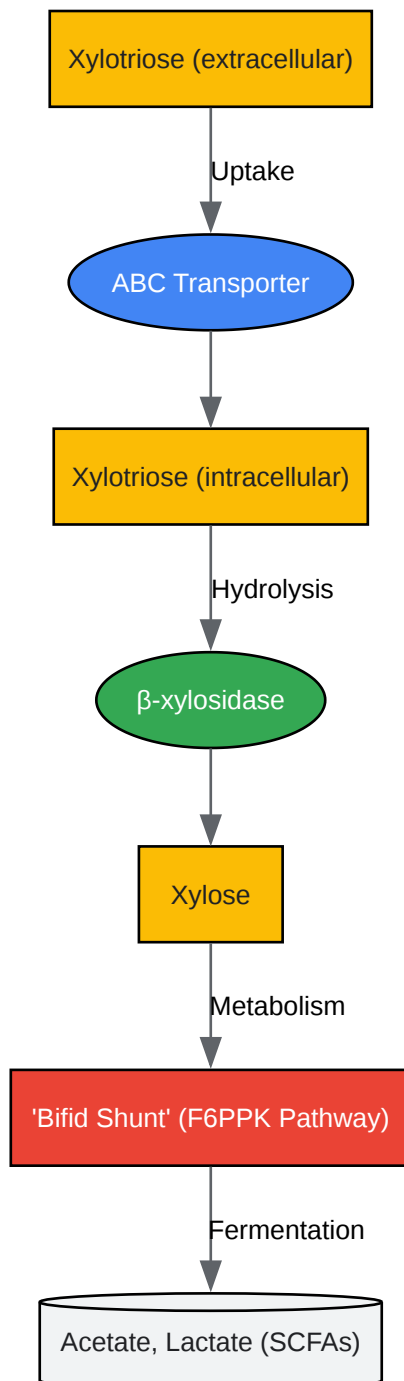 Xylotriose (extracellular)
Uptake
ABC Transporter
Xylotriose (intracellular)
Hydrolysis
β-xylosidase
Xylose
Metabolism
'Bifid Shunt' (F6PPK Pathway)
Fermentation
Acetate, Lactate (SCFAs)